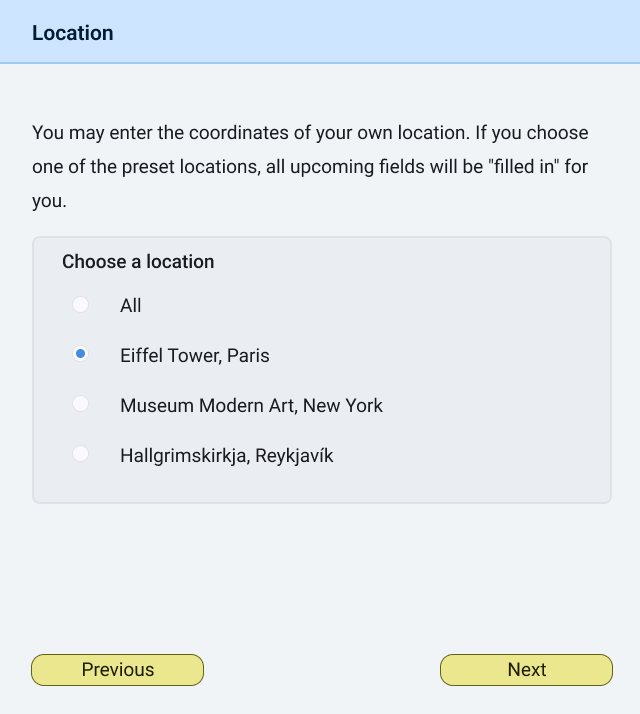 Location
You may enter the coordinates of your own location. If you choose
one of the preset locations, all upcoming fields will be "filled in" for
you.
Choose a location
All
Eiffel Tower, Paris
Museum Modern Art, New York
Hallgrimskirkja, Reykjavík
Previous
Next